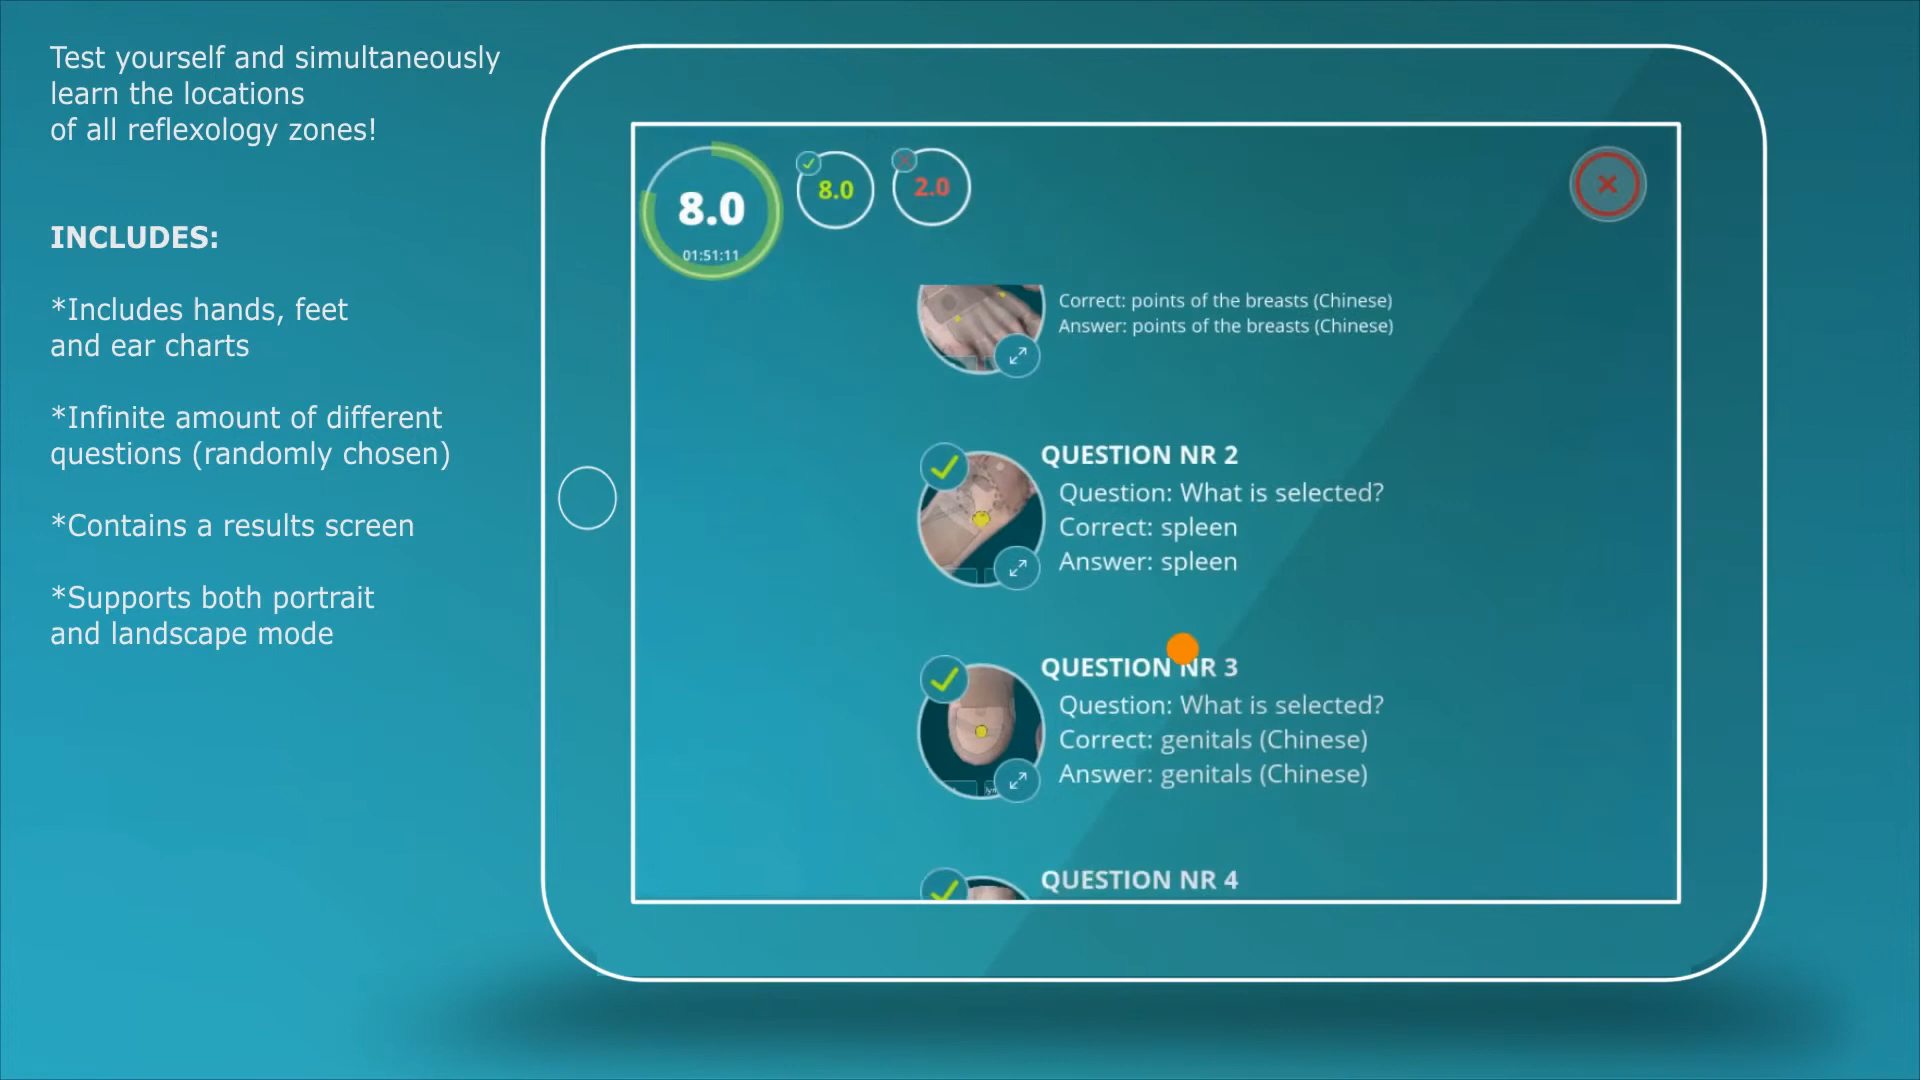 Test yourself and simultaneously
learn the locations
of all reflexology zones!
INCLUDES:
*Includes hands, feet
and ear charts
*Infinite amount of different
questions (randomly chosen)
*Contains a results screen
*Supports both portrait
and landscape mode
8.0
01:51:11
8.0
2.0
Correct: points of the breasts (Chinese)
Answer: points of the breasts (Chinese)
QUESTION NR 2
Question: What is selected?
Correct: spleen
Answer: spleen
QUESTION NR 3
Question: What is selected?
Correct: genitals (Chinese)
Answer: genitals (Chinese)
QUESTION NR 4